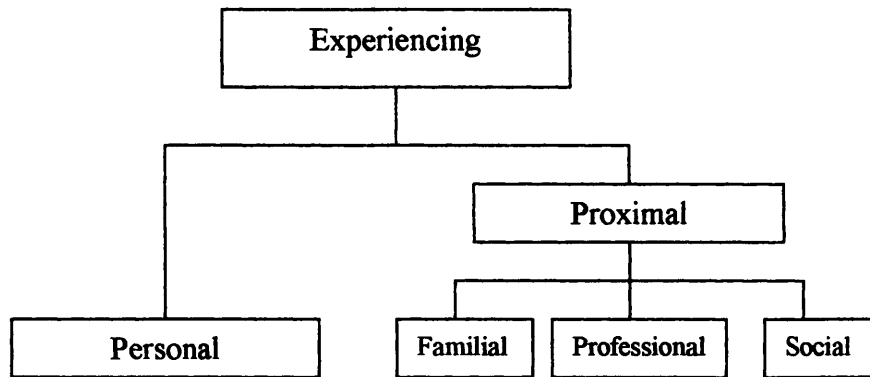 Experiencing
Proximal
Personal
Familial
Professional
Social